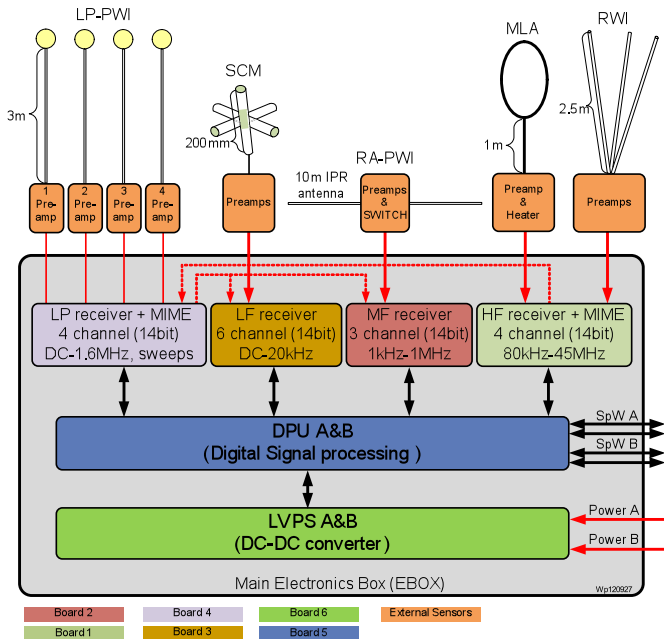 LP-PWI
SCM
MLA
RWI
3m
200mm
RA-PWI
10m IPR
antenna
1m
2.5m
1
Pre-
amp
2
Pre-
amp
3
Pre-
amp
4
Pre-
amp
Preamps
Preamps
&
SWITCH
Preamp
&
Heater
Preamps
LP receiver + MIME
4 channel (14bit)
DC-1.6MHz, sweeps
LF receiver
6 channel (14bit)
DC-20kHz
MF receiver
3 channel (14bit)
1kHz-1MHz
HF receiver + MIME
4 channel (14bit)
80kHz-45MHz
DPU A&B
(Digital Signal processing )
SpW A
SpW B
LVPS A&B
(DC-DC converter)
Power A
Power B
Main Electronics Box (EBOX)
Wp120927
Board 2
Board 4
Board 6
External Sensors
Board 1
Board 3
Board 5